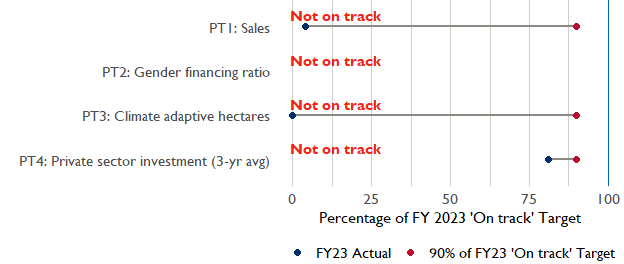 Not on track
PT1: Sales
Not on track
PT2: Gender financing ratio
Not on track
PT3: Climate adaptive hectares
Not on track
PT4: Private sector investment (3-yr avg)
0 25 50 75 100
Percentage of FY 2023 'On track' Target
FY23 Actual 90% of FY23 'On track' Target